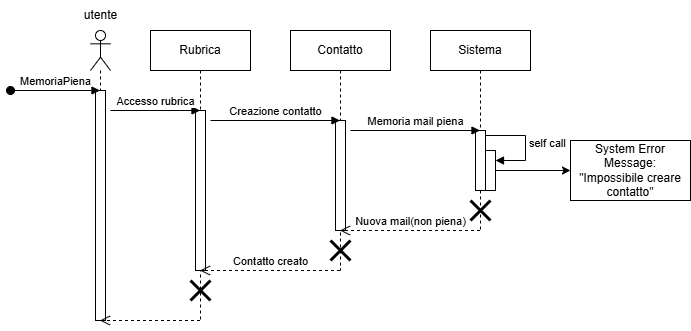 utente
Rubrica
Contatto
Sistema
MemoriaPiena
Accesso rubrica
Creazione contatto
Memoria mail piena
self call
System Error
Message:
"Impossibile creare
contatto"
Nuova mail(non piena)
Contatto creato